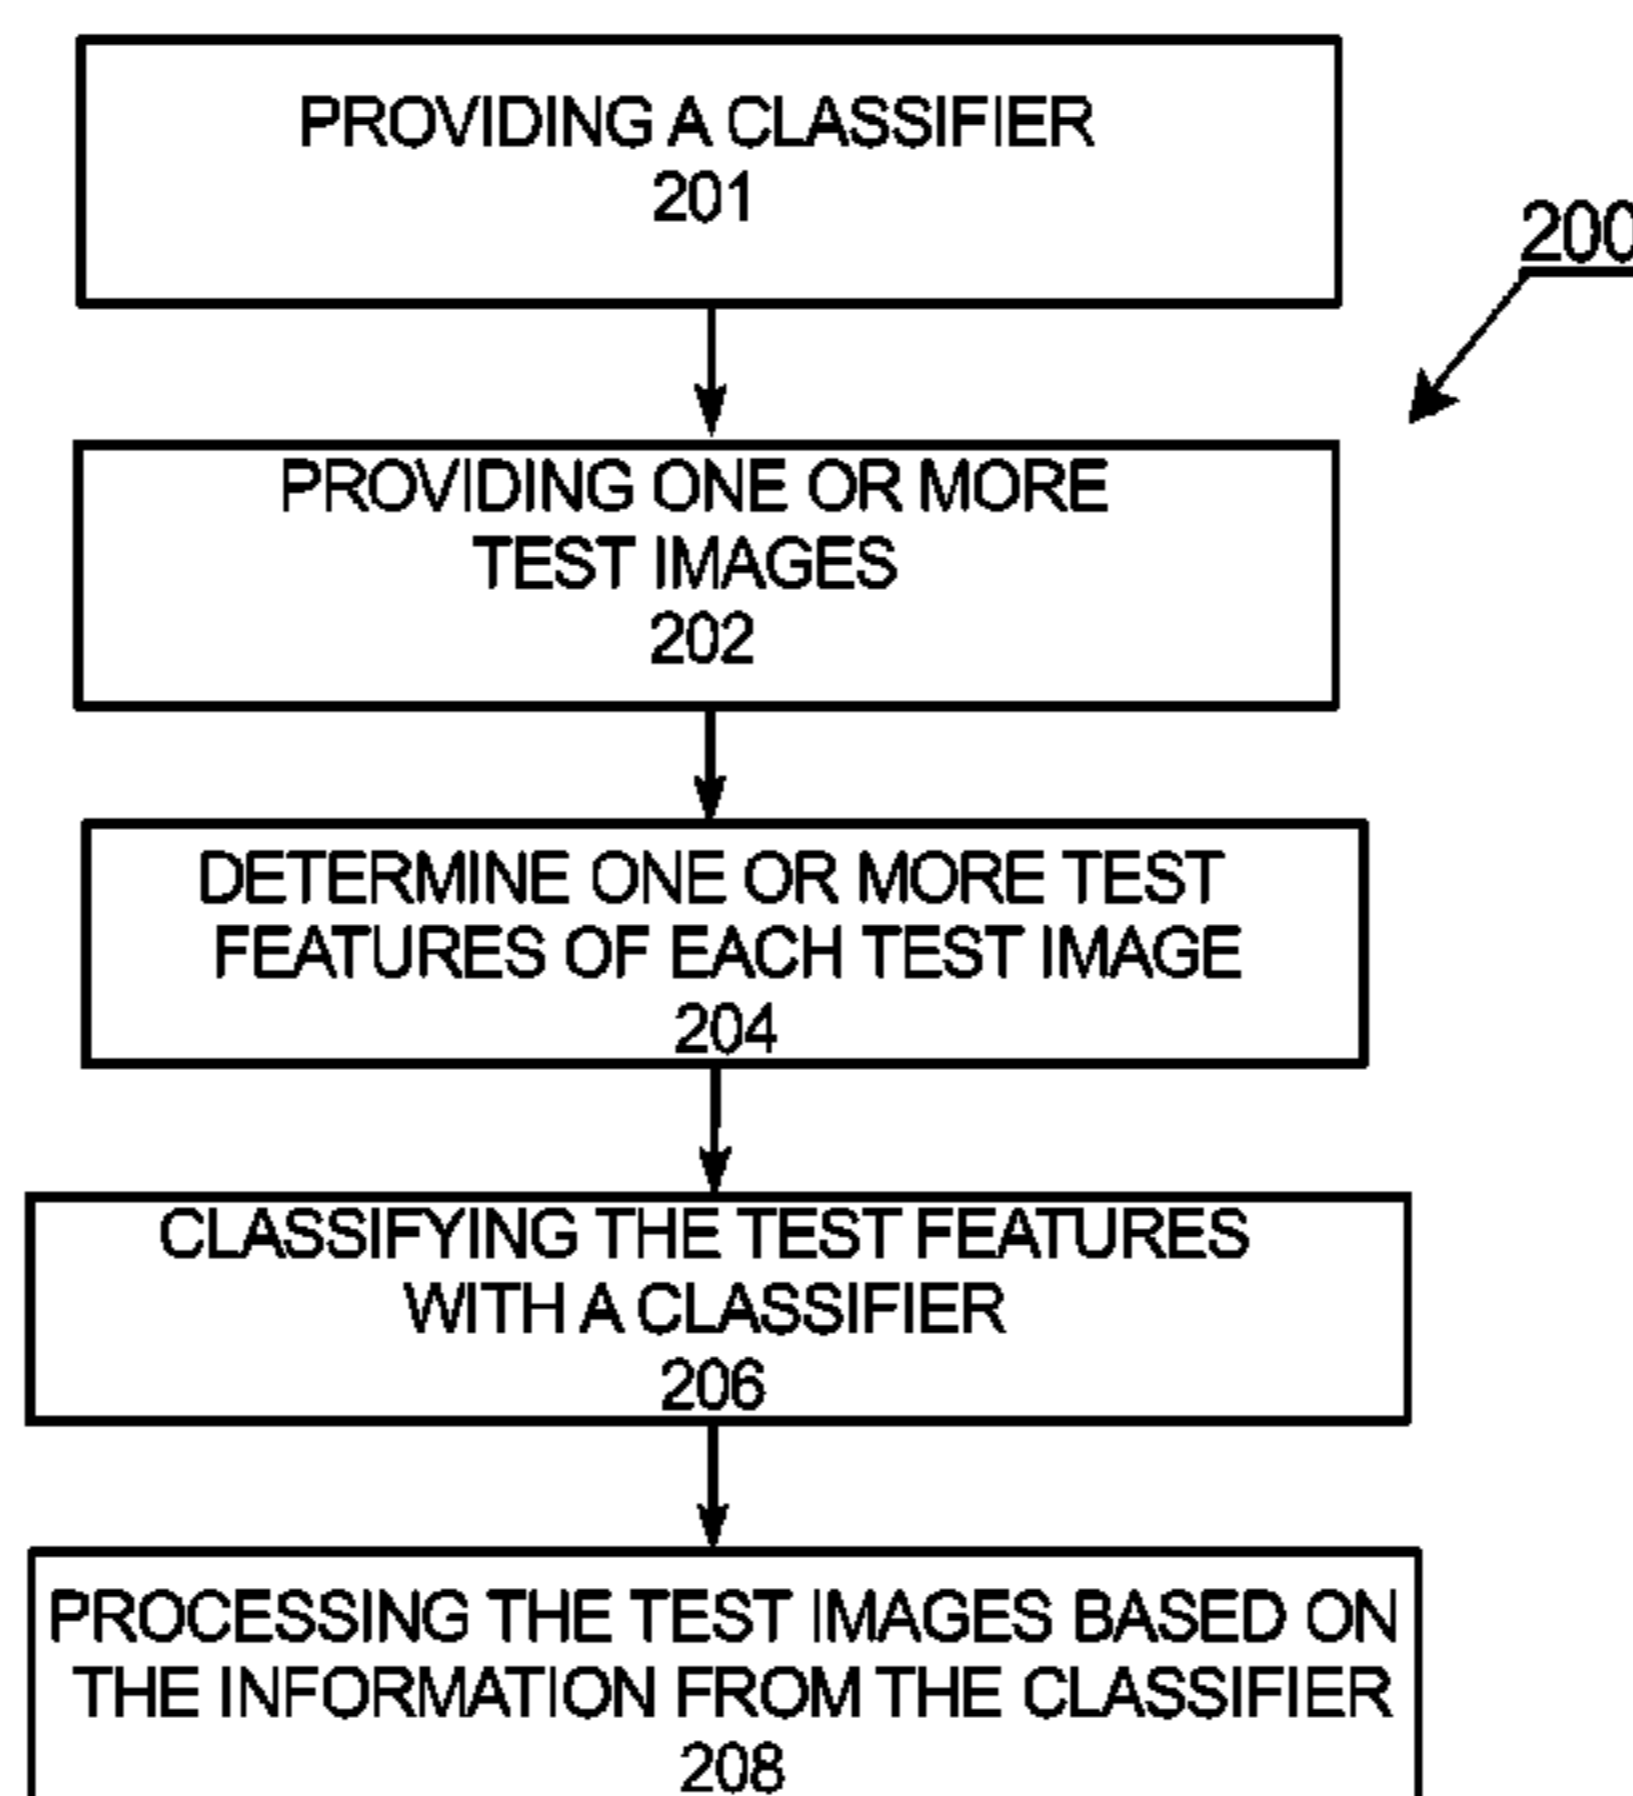 PROVIDING A CLASSIFIER
201
200
PROVIDING ONE OR MORE
TEST IMAGES
202
DETERMINE ONE OR MORE TEST
FEATURES OF EACH TEST IMAGE
204
CLASSIFYING THE TEST FEATURES
WITH A CLASSIFIER
206
PROCESSING THE TEST IMAGES BASED ON
THE INFORMATION FROM THE CLASSIFIER
208